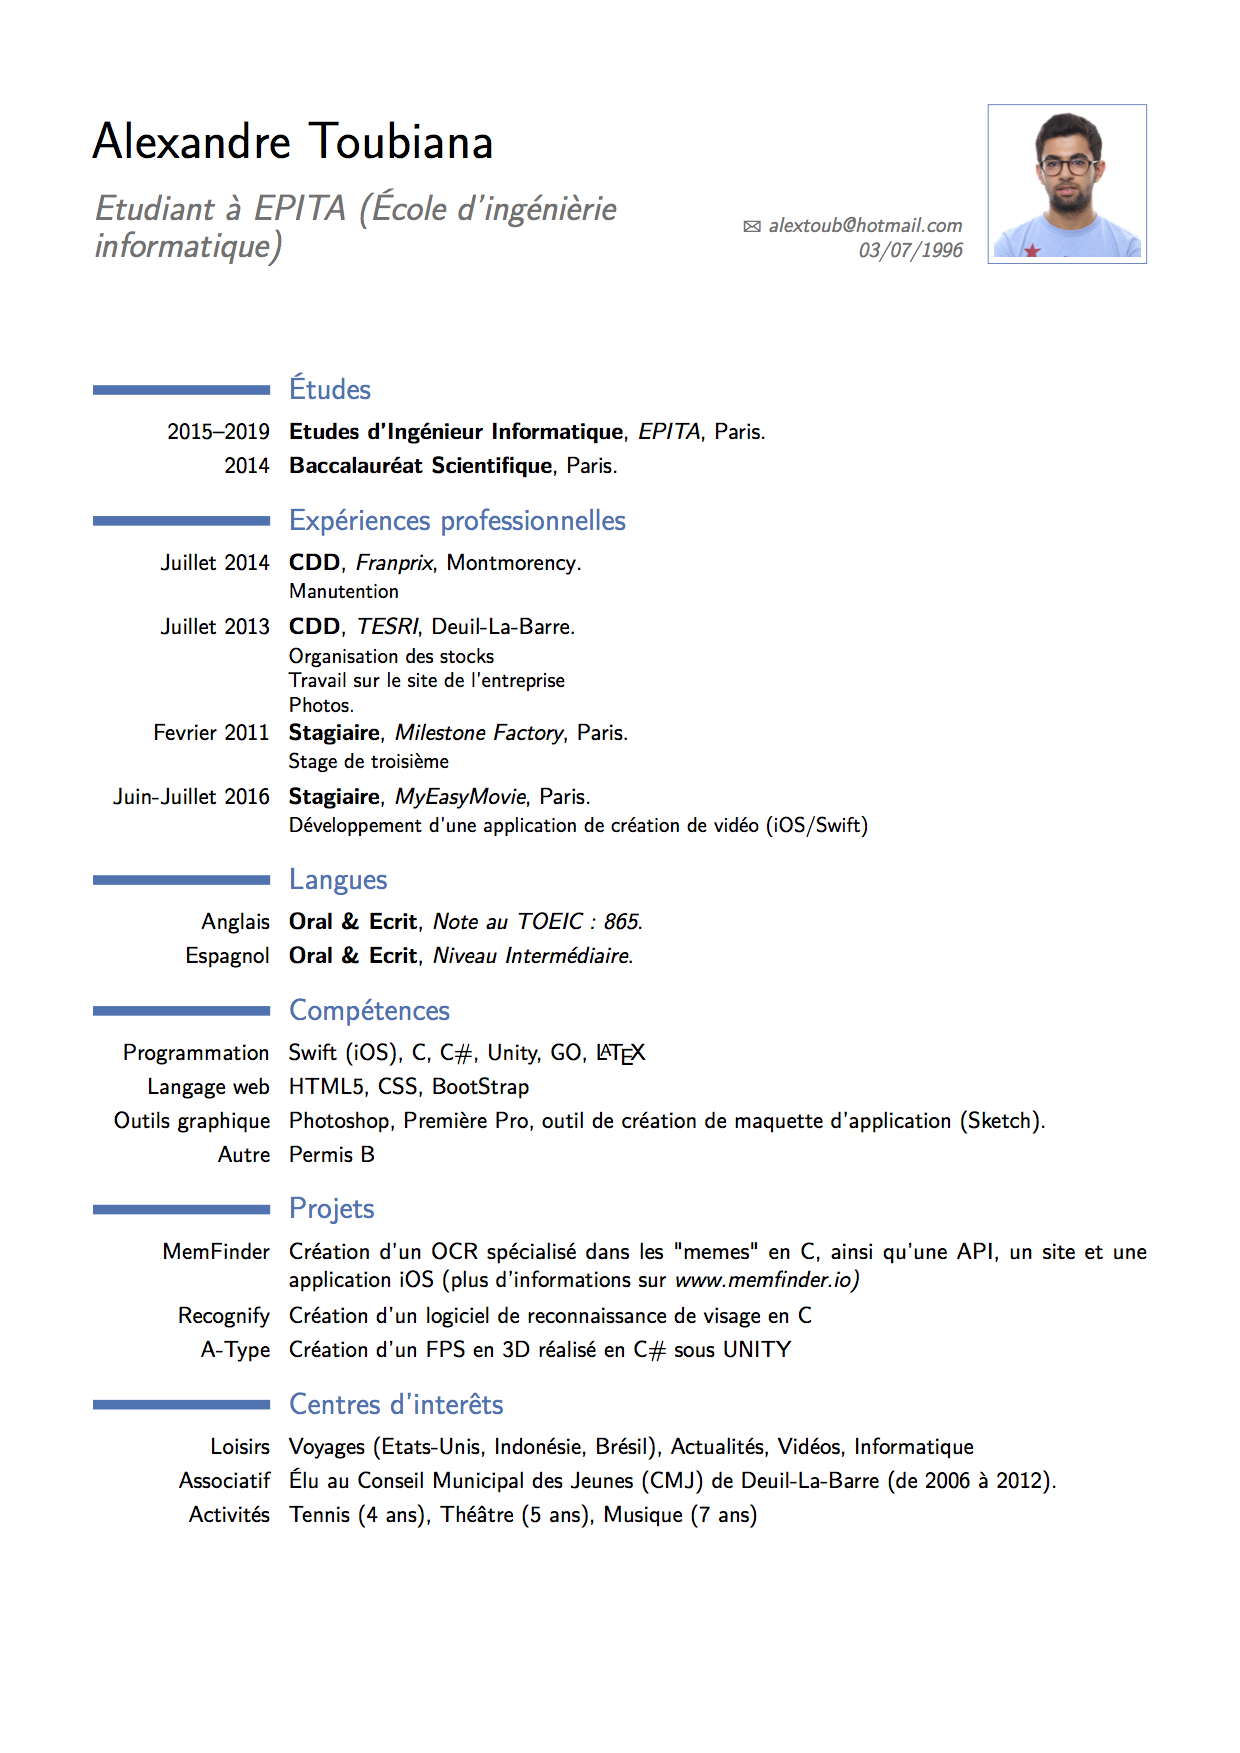 Alexandre Toubiana
Etudiant à EPITA (École d'ingénièrie
informatique)
✉ alextoub@hotmail.com
03/07/1996
Études
2015–2019 Etudes d'Ingénieur Informatique, EPITA, Paris.
2014 Baccalauréat Scientifique, Paris.
Expériences professionnelles
Juillet 2014 CDD, Franprix, Montmorency.
Manutention
Juillet 2013 CDD, TESRI, Deuil-La-Barre.
Organisation des stocks
Travail sur le site de l'entreprise
Photos.
Fevrier 2011 Stagiaire, Milestone Factory, Paris.
Stage de troisième
Juin-Juillet 2016 Stagiaire, MyEasyMovie, Paris.
Développement d'une application de création de vidéo (iOS/Swift)
Langues
Anglais Oral & Ecrit, Note au TOEIC : 865.
Espagnol Oral & Ecrit, Niveau Intermédiaire.
Compétences
Programmation Swift (iOS), C, C#, Unity, GO, LATEX
Langage web HTML5, CSS, BootStrap
Outils graphique Photoshop, Première Pro, outil de création de maquette d'application (Sketch).
Autre Permis B
Projets
MemFinder Création d'un OCR spécialisé dans les "memes" en C, ainsi qu'une API, un site et une
application iOS (plus d'informations sur www.memfinder.io)
Recognify Création d'un logiciel de reconnaissance de visage en C
A-Type Création d'un FPS en 3D réalisé en C# sous UNITY
Centres d'interêts
Loisirs Voyages (Etats-Unis, Indonésie, Brésil), Actualités, Vidéos, Informatique
Associatif Élu au Conseil Municipal des Jeunes (CMJ) de Deuil-La-Barre (de 2006 à 2012).
Activités Tennis (4 ans), Théâtre (5 ans), Musique (7 ans)